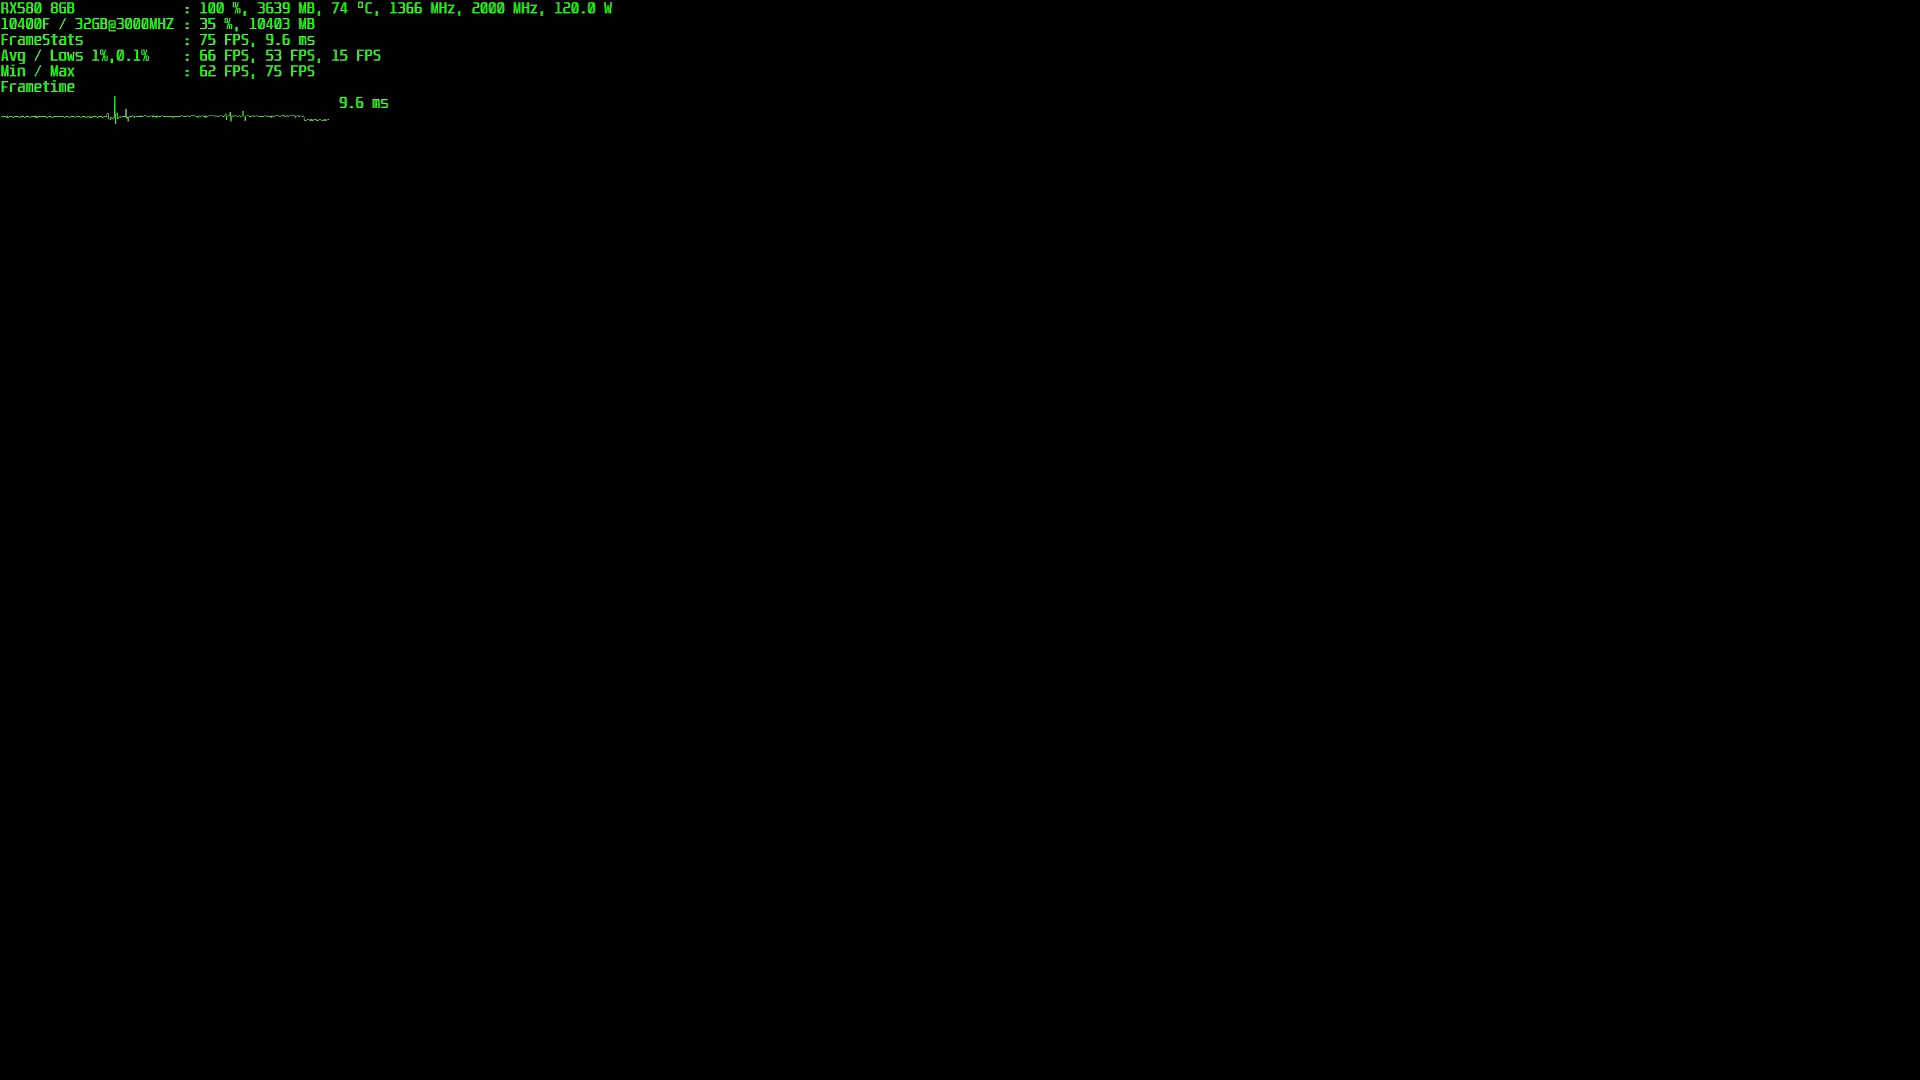 RX580 8GB : 100 %, 3639 MB, 74 °C, 1366 MHz, 2000 MHz, 120.0 W
10400F / 32GB@3000MHZ : 35 %, 10403 MB
FrameStats : 75 FPS, 9.6 ms
Avg / Lows 1%,0.1% : 66 FPS, 53 FPS, 15 FPS
Min / Max : 62 FPS, 75 FPS
Frametime
9.6 ms